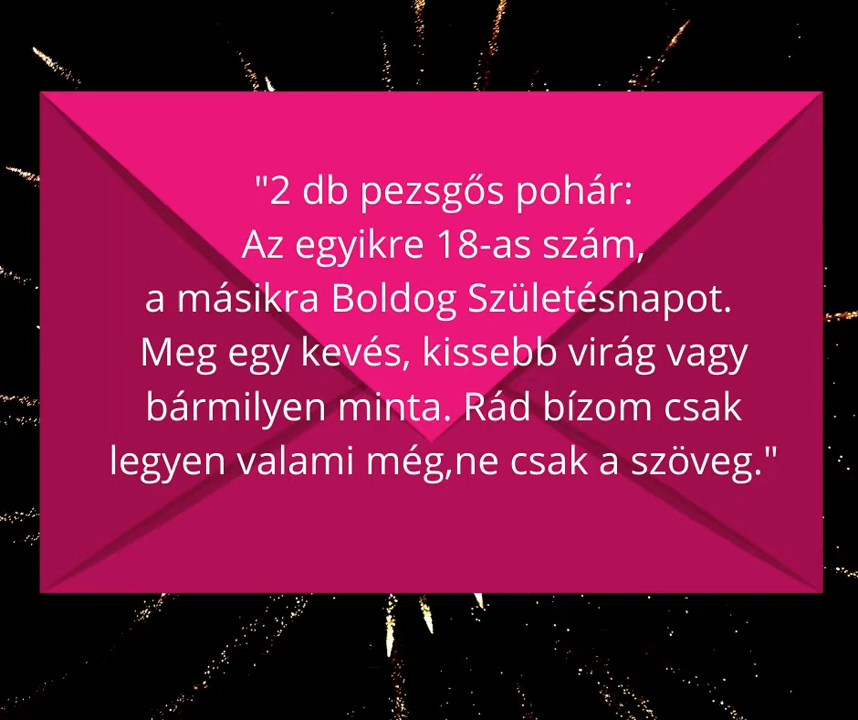 "2 db pezsgős pohár:
Az egyikre 18-as szám,
a másikra Boldog Születésnapot.
Meg egy kevés, kissebb virág vagy
bármilyen minta. Rád bízom csak
legyen valami még,ne csak a szöveg."